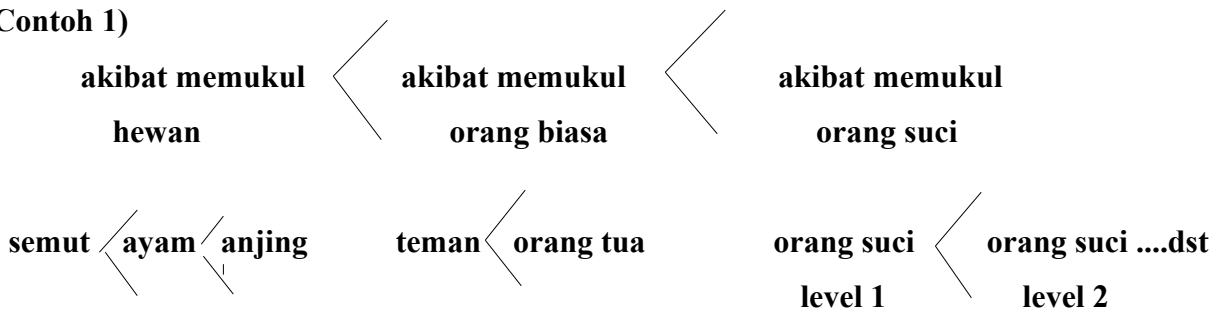 Contoh 1)
akibat memukul < akibat memukul < akibat memukul
hewan orang biasa orang suci
semut < ayam < anjing teman < orang tua orang suci < orang suci ....dst
level 1 level 2